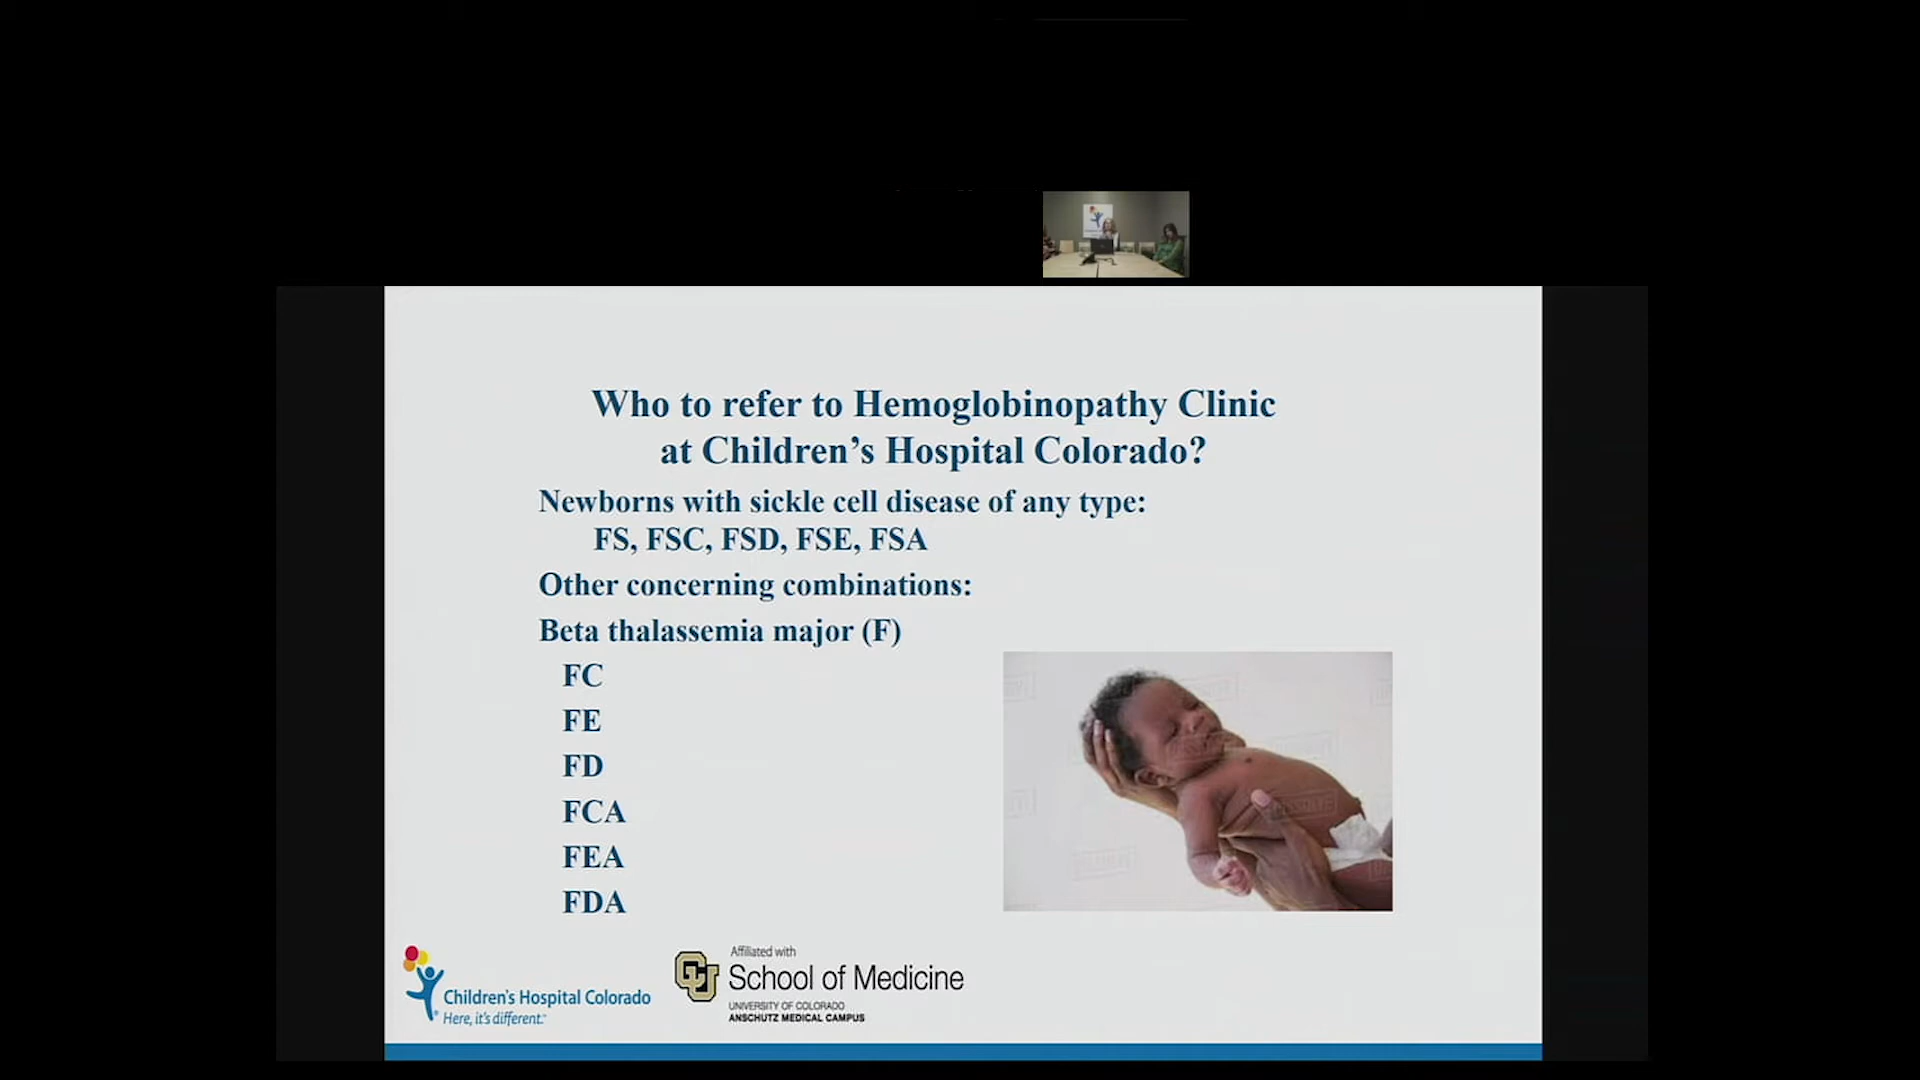 Who to refer to Hemoglobinopathy Clinic
at Children's Hospital Colorado?
Newborns with sickle cell disease of any type:
FS, FSC, FSD, FSE, FSA
Other concerning combinations:
Beta thalassemia major (F)
FC
FE
FD
FCA
FEA
FDA
Children's Hospital Colorado
Here, it's different.
Affiliated with
CU
School of Medicine
UNIVERSITY OF COLORADO
ANSCHUTZ MEDICAL CAMPUS